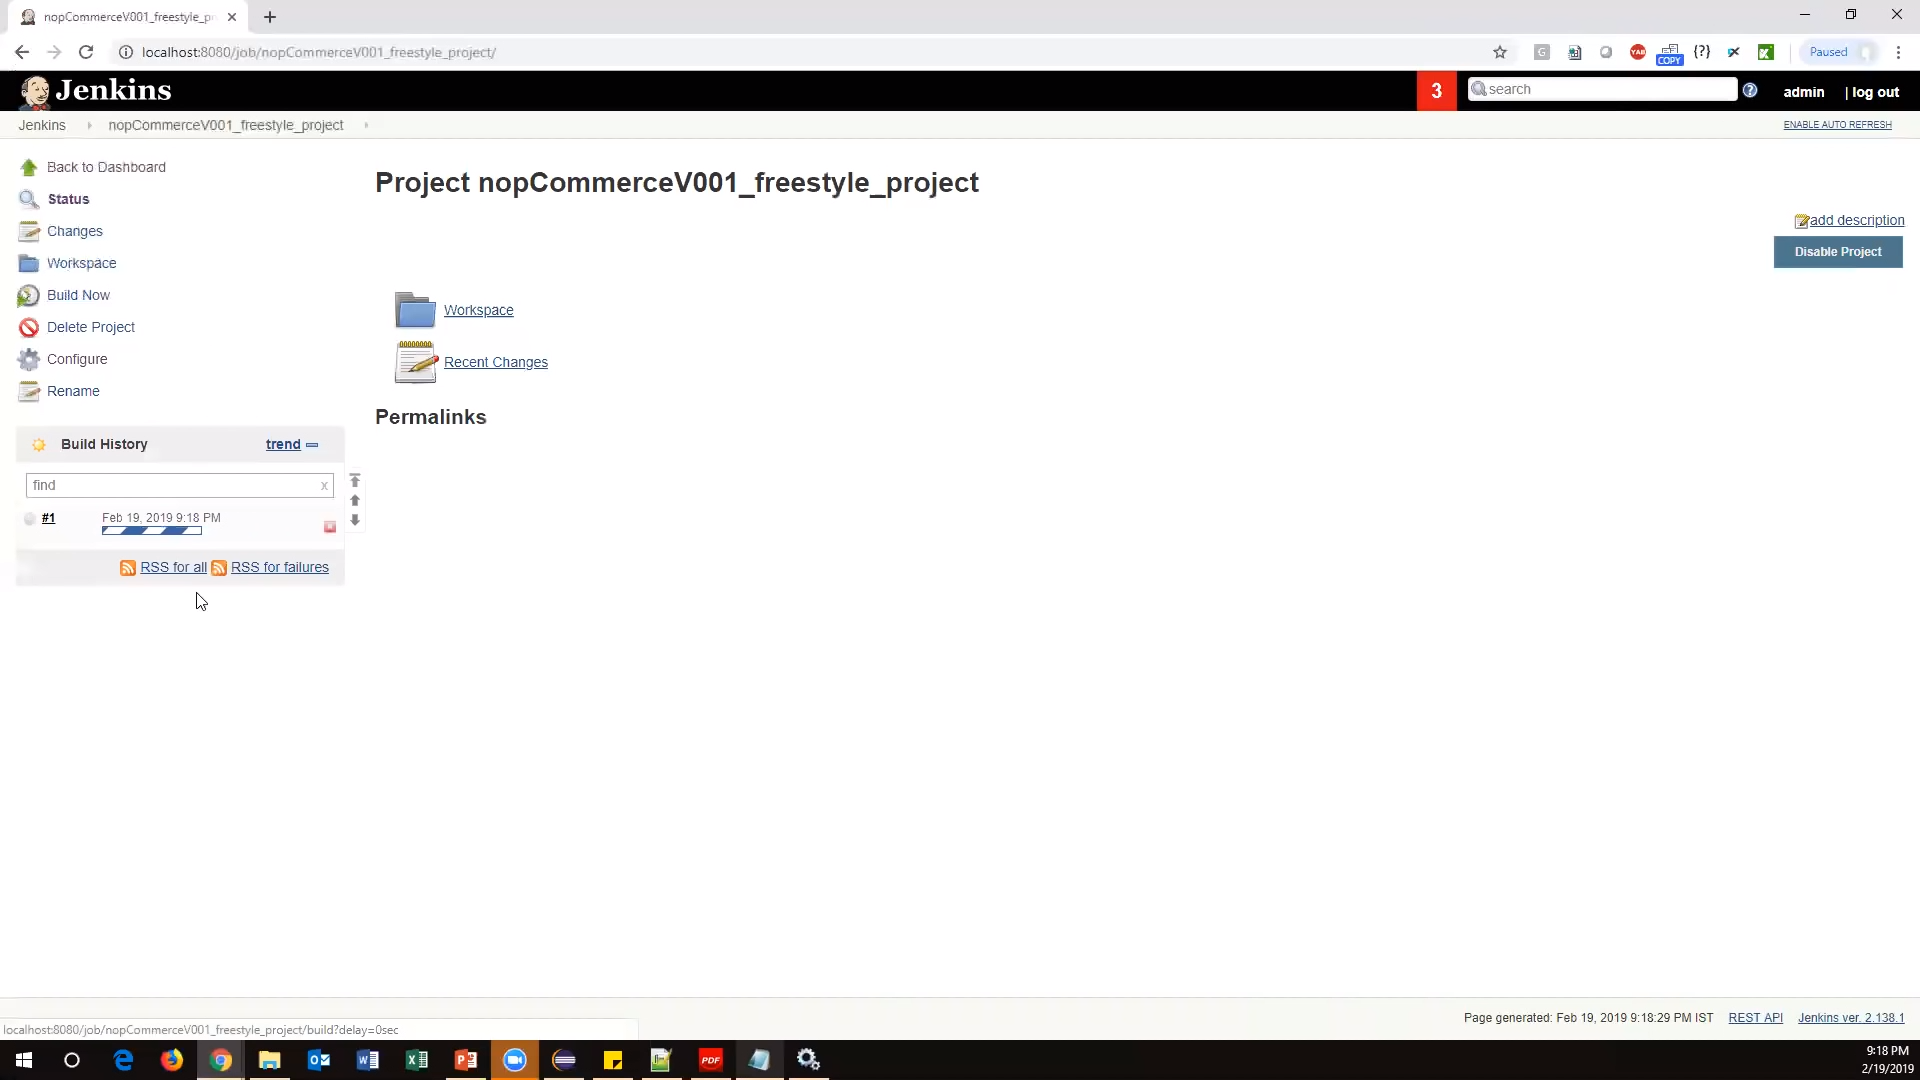 nopCommerceV001_freestyle_pr
localhost:8080/job/nopCommerceV001_freestyle_project/
G
YAB
COPY
{?}
Paused
Jenkins
3
search
admin
| log out
Jenkins
nopCommerceV001_freestyle_project
ENABLE AUTO REFRESH
Back to Dashboard
Status
Changes
Workspace
Build Now
Delete Project
Configure
Rename
Project nopCommerceV001_freestyle_project
add description
Disable Project
Workspace
Recent Changes
Permalinks
Build History
trend
find
x
#1
Feb 19, 2019 9:18 PM
RSS for all
RSS for failures
Page generated: Feb 19, 2019 9:18:29 PM IST
REST API
Jenkins ver. 2.138.1
localhost:8080/job/nopCommerceV001_freestyle_project/build?delay=0sec
PDF
9:18 PM
2/19/2019